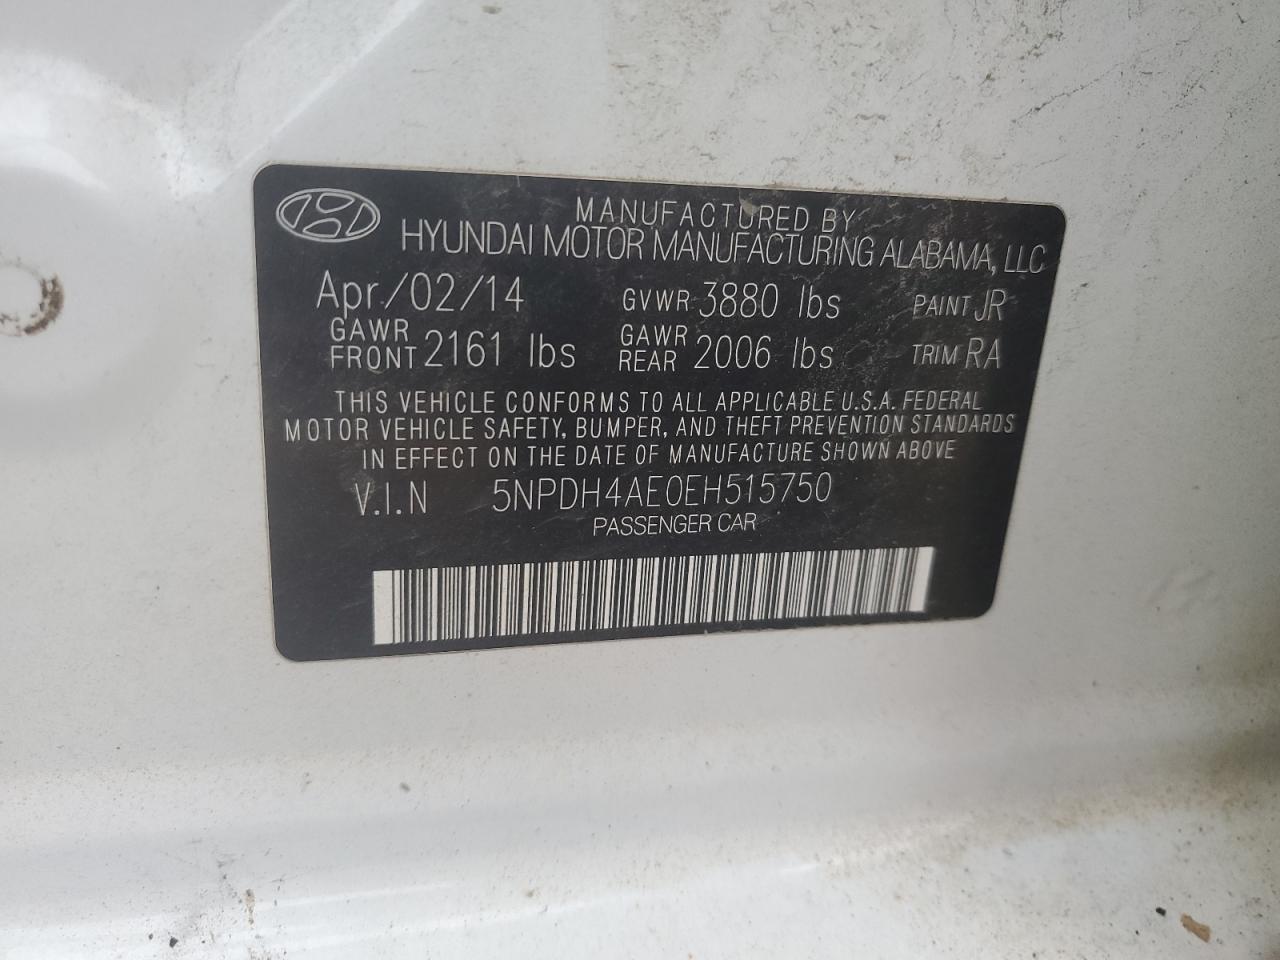 MANUFACTURED BY
HYUNDAI MOTOR MANUFACTURING ALABAMA, LLC
Apr/02/14 GVWR 3880 lbs PAINT JR
GAWR FRONT 2161 lbs GAWR REAR 2006 lbs TRIM RA
THIS VEHICLE CONFORMS TO ALL APPLICABLE U.S.A. FEDERAL
MOTOR VEHICLE SAFETY, BUMPER, AND THEFT PREVENTION STANDARDS
IN EFFECT ON THE DATE OF MANUFACTURE SHOWN ABOVE
V.I.N 5NPDH4AE0EH515750
PASSENGER CAR